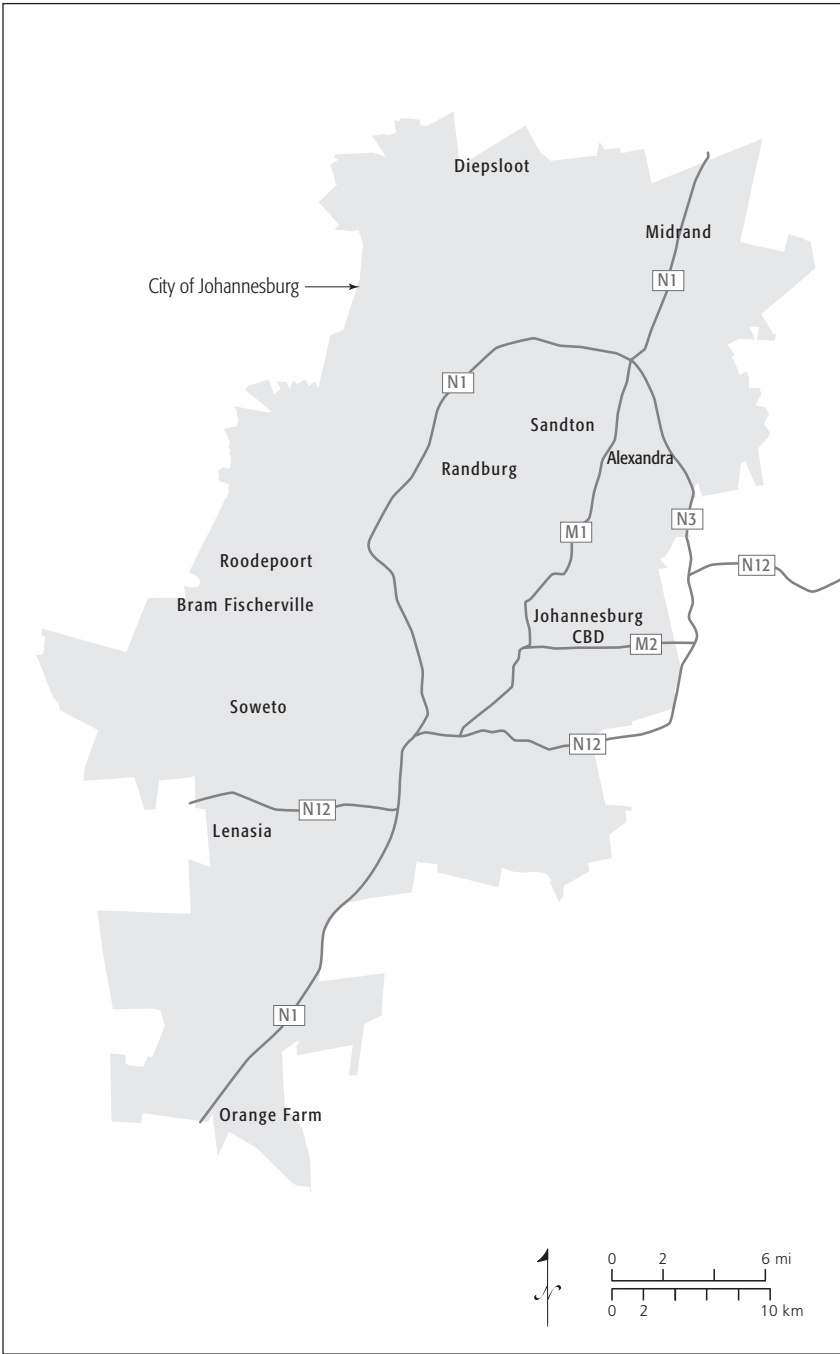 Diepsloot
Midrand
N1
City of Johannesburg
N1
Sandton
Alexandra
Randburg
N3
M1
N12
Roodepoort
Bram Fischerville
Johannesburg
CBD
M2
Soweto
N12
N12
Lenasia
N1
Orange Farm
0 2 6 mi
N
0 2 10 km